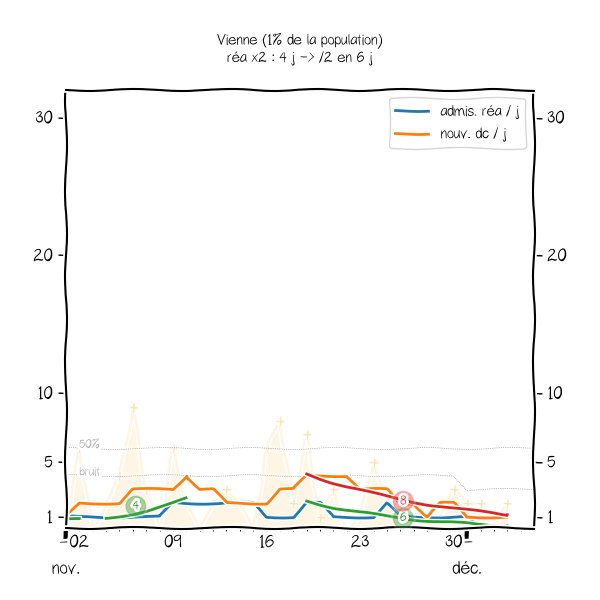 Vienne (1% de la population)
réa x2 : 4 j -> /2 en 6 j
admis. réa / j
nouv. dc / j
30 30
20 20
10 10
50%
5 5
bruit
4
8
6
1 1
02 09 16 23 30
nov. déc.